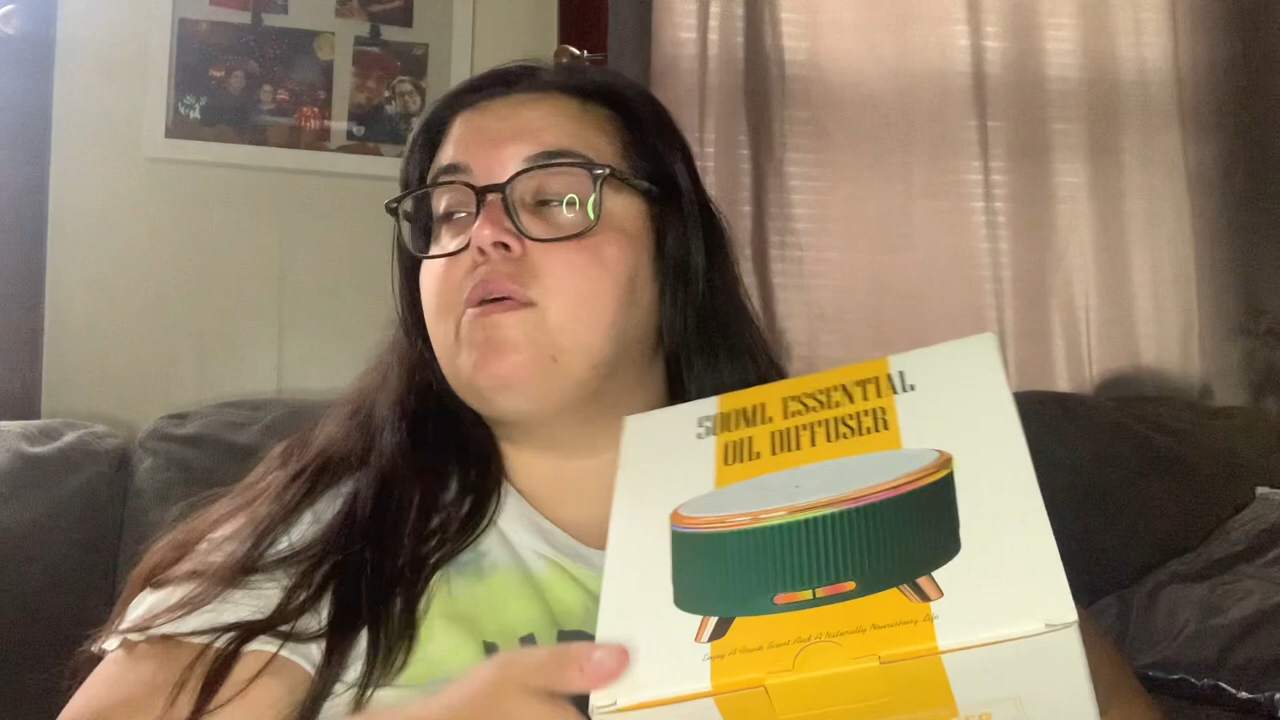 500ML ESSENTIAL
OIL DIFFUSER
Enjoy A Fresh Scent And A Naturally Nourishing Life